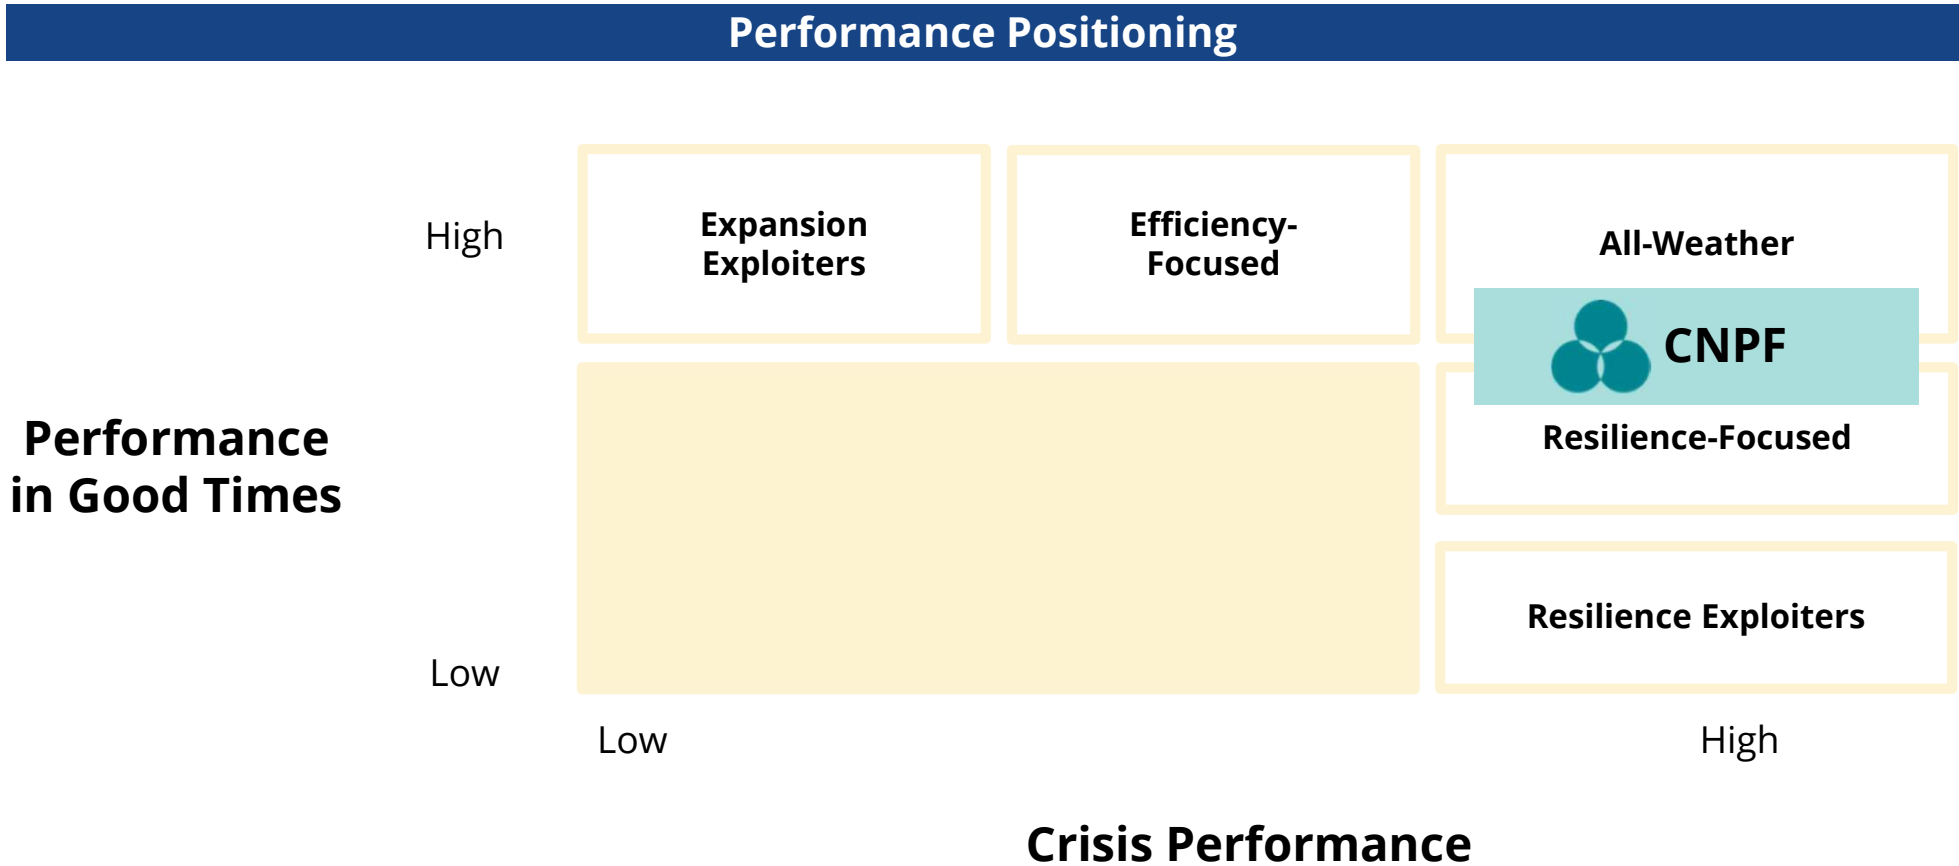 Performance Positioning
High
Expansion
Exploiters
Efficiency-
Focused
All-Weather
CNPF
Performance
in Good Times
Resilience-Focused
Resilience Exploiters
Low
Low
High
Crisis Performance